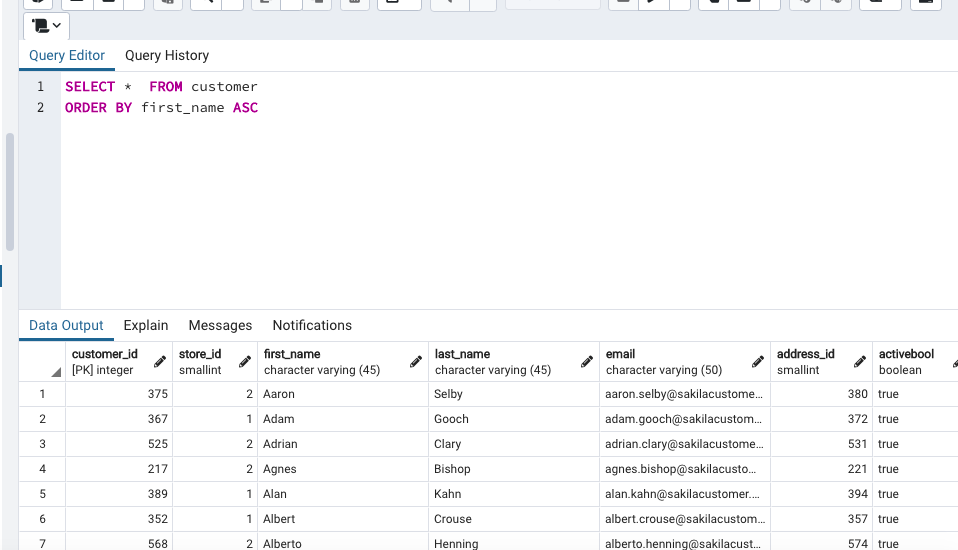 Query Editor Query History
1 SELECT *  FROM customer
2 ORDER BY first_name ASC
Data Output Explain Messages Notifications
customer_id store_id first_name last_name email address_id activebool
[PK] integer smallint character varying (45) character varying (45) character varying (50) smallint boolean
1 375 2 Aaron Selby aaron.selby@sakilacustome... 380 true
2 367 1 Adam Gooch adam.gooch@sakilacustom... 372 true
3 525 2 Adrian Clary adrian.clary@sakilacustome... 531 true
4 217 2 Agnes Bishop agnes.bishop@sakilacusto... 221 true
5 389 1 Alan Kahn alan.kahn@sakilacustomer.... 394 true
6 352 1 Albert Crouse albert.crouse@sakilacustom... 357 true
7 568 2 Alberto Henning alberto.henning@sakilacust... 574 true